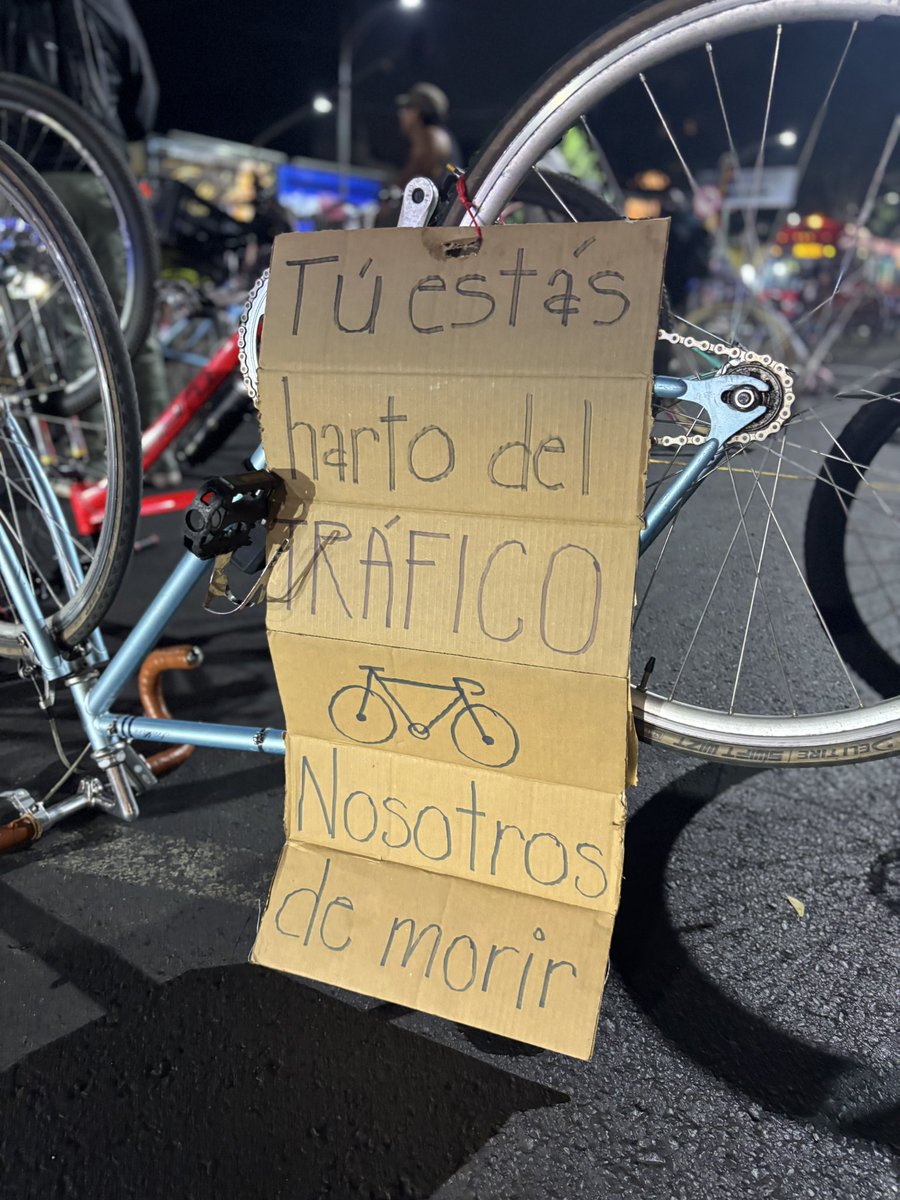 Tú estás
harto del
TRÁFICO
Nosotros
de morir